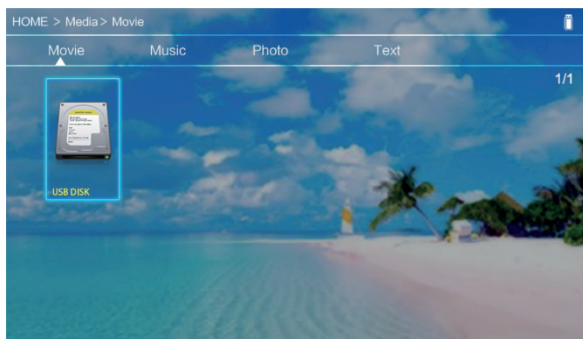 HOME > Media> Movie
Movie Music Photo Text
1/1
USB DISK